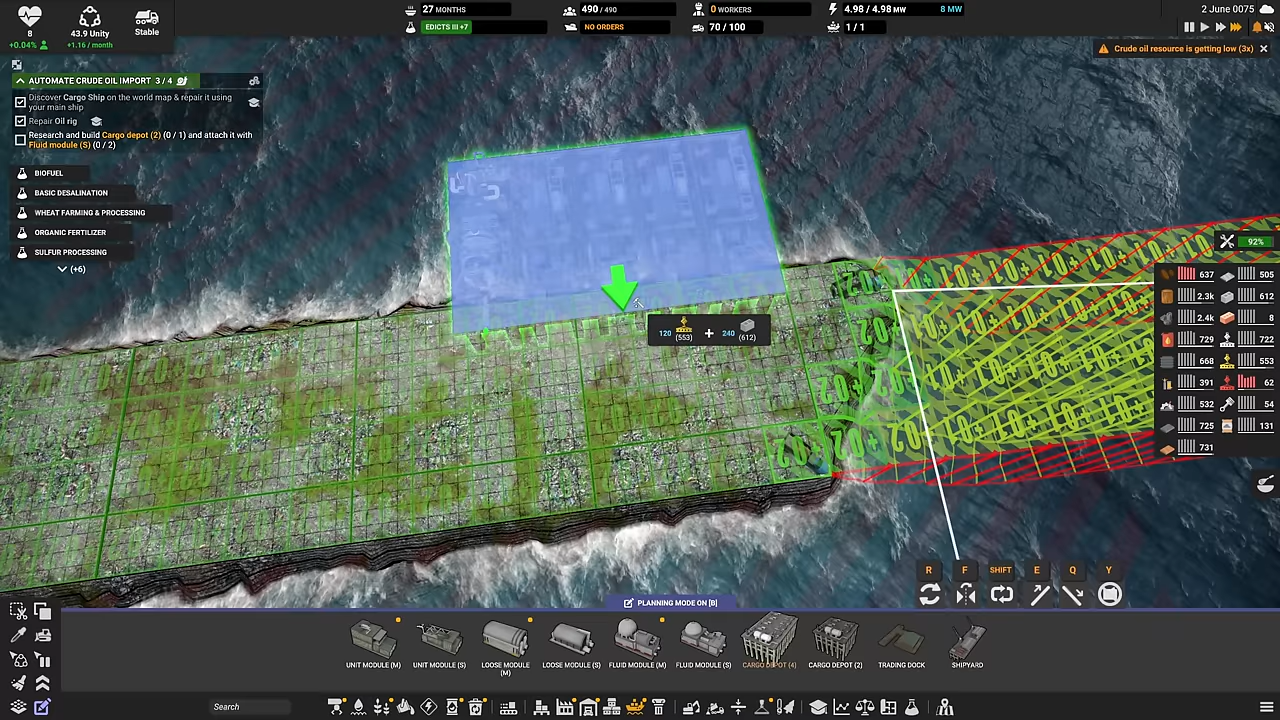 8
+0.04%
43.9 Unity
+1.16 / month
Stable
27 MONTHS
EDICTS III +7
490 / 490
NO ORDERS
0 WORKERS
70 / 100
4.98 / 4.98 MW
8 MW
1 / 1
2 June 0075
Crude oil resource is getting low (3x)
AUTOMATE CRUDE OIL IMPORT 3 / 4
Discover Cargo Ship on the world map & repair it using
your main ship
Repair Oil rig
Research and build Cargo depot (2) (0 / 1) and attach it with
Fluid module (S) (0 / 2)
BIOFUEL
BASIC DESALINATION
WHEAT FARMING & PROCESSING
ORGANIC FERTILIZER
SULFUR PROCESSING
(+6)
92%
637
505
2.3k
612
2.4k
8
729
722
668
553
391
62
532
54
725
131
731
120
(553)
+
240
(612)
R
F
SHIFT
E
Q
Y
PLANNING MODE ON [B]
UNIT MODULE (M)
UNIT MODULE (S)
LOOSE MODULE
(M)
LOOSE MODULE (S)
FLUID MODULE (M)
FLUID MODULE (S)
CARGO DEPOT (4)
CARGO DEPOT (2)
TRADING DOCK
SHIPYARD
Search